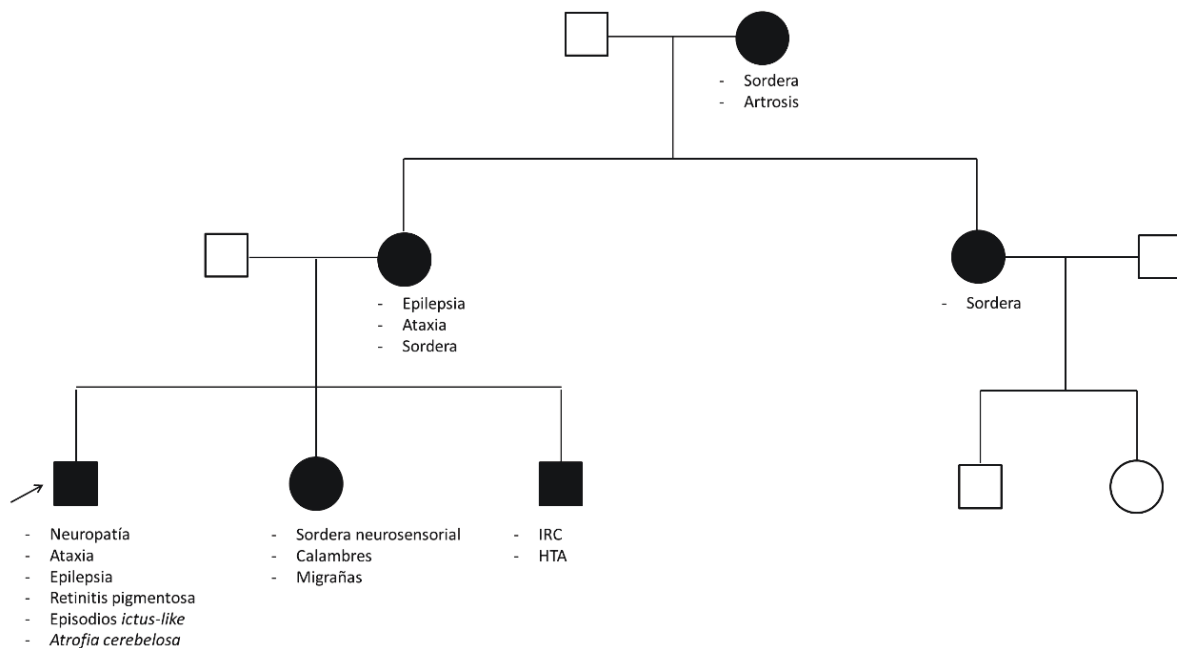 - Sordera
- Artrosis
- Epilepsia
- Ataxia
- Sordera
- Sordera
- Neuropatía
- Ataxia
- Epilepsia
- Retinitis pigmentosa
- Episodios ictus-like
- Atrofia cerebelosa
- Sordera neurosensorial
- Calambres
- Migrañas
- IRC
- HTA